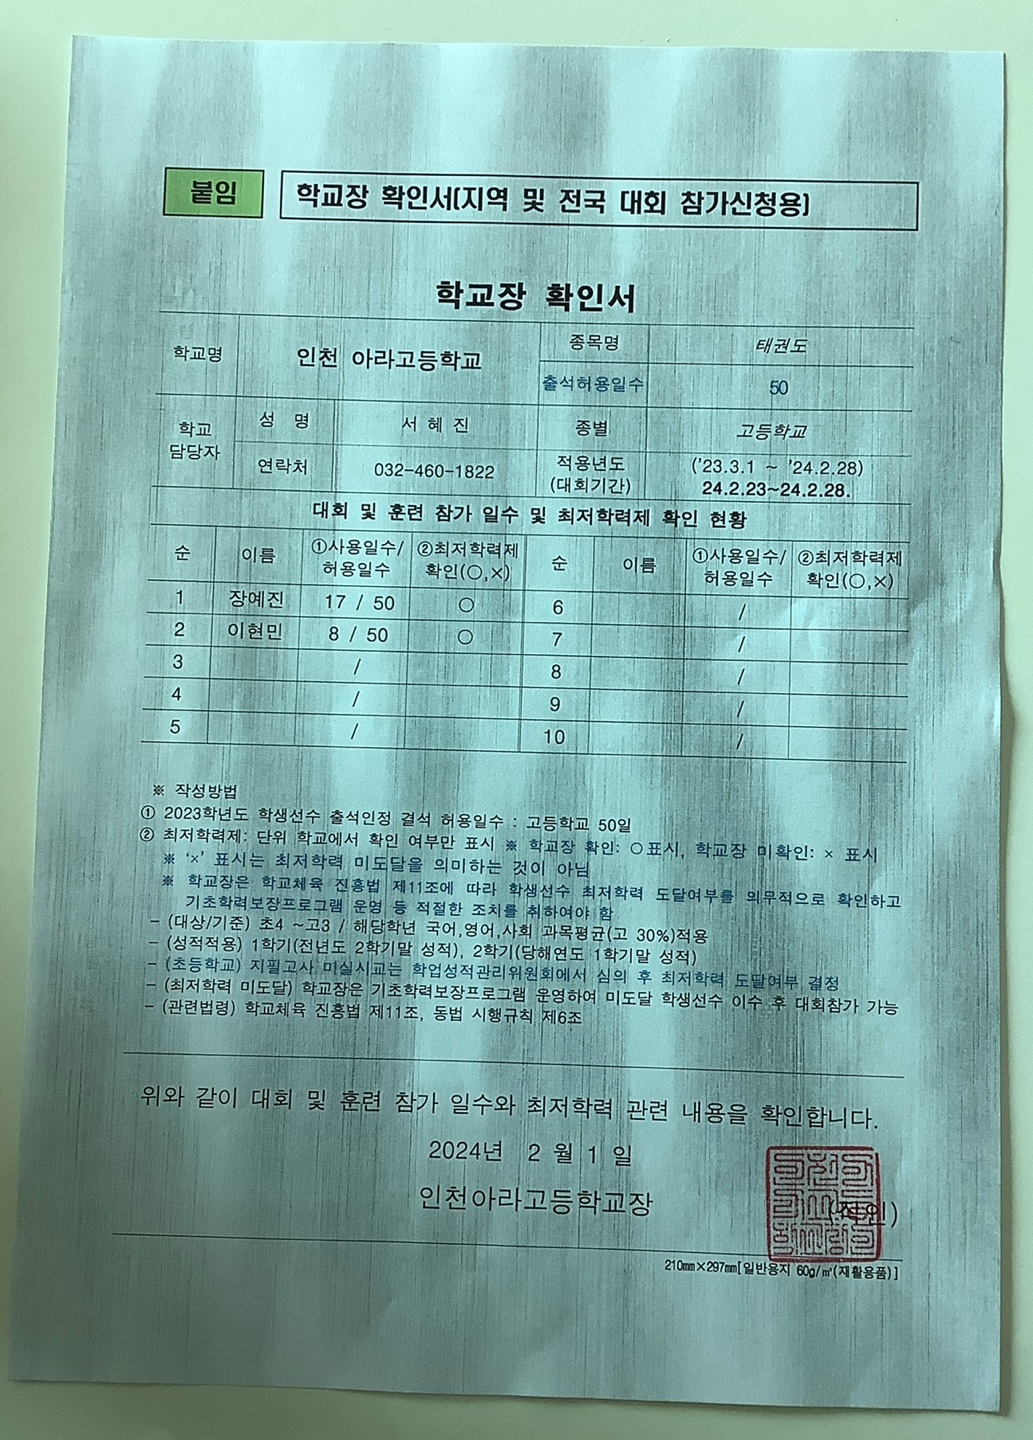 붙임
학교장 확인서(지역 및 전국 대회 참가신청용)
학교장 확인서
학교명 인천 아라고등학교 종목명 태권도
출석허용일수 50
학교 담당자 성 명 서 혜 진 종별 고등학교
연락처 032-460-1822 적용년도 (대회기간) ('23.3.1 ~ '24.2.28)
24.2.23~24.2.28.
대회 및 훈련 참가 일수 및 최저학력제 확인 현황
순 이름 ①사용일수/허용일수 ②최저학력제 확인(○,×) 순 이름 ①사용일수/허용일수 ②최저학력제 확인(○,×)
1 장예진 17 / 50 ○ 6 /
2 이현민 8 / 50 ○ 7 /
3 / 8 /
4 / 9 /
5 / 10 /
※ 작성방법
① 2023학년도 학생선수 출석인정 결석 허용일수 : 고등학교 50일
② 최저학력제: 단위 학교에서 확인 여부만 표시 ※ 학교장 확인: ○표시, 학교장 미확인: × 표시
※ '×' 표시는 최저학력 미도달을 의미하는 것이 아님
※ 학교장은 학교체육 진흥법 제11조에 따라 학생선수 최저학력 도달여부를 의무적으로 확인하고
기초학력보장프로그램 운영 등 적절한 조치를 취하여야 함
- (대상/기준) 초4 ~고3 / 해당학년 국어,영어,사회 과목평균(고 30%)적용
- (성적적용) 1학기(전년도 2학기말 성적), 2학기(당해연도 1학기말 성적)
- (초등학교) 지필고사 미실시교는 학업성적관리위원회에서 심의 후 최저학력 도달여부 결정
- (최저학력 미도달) 학교장은 기초학력보장프로그램 운영하여 미도달 학생선수 이수 후 대회참가 가능
- (관련법령) 학교체육 진흥법 제11조, 동법 시행규칙 제6조
위와 같이 대회 및 훈련 참가 일수와 최저학력 관련 내용을 확인합니다.
2024년 2 월 1 일
인천아라고등학교장 (직인)
210mm×297mm[일반용지 60g/㎡(재활용품)]